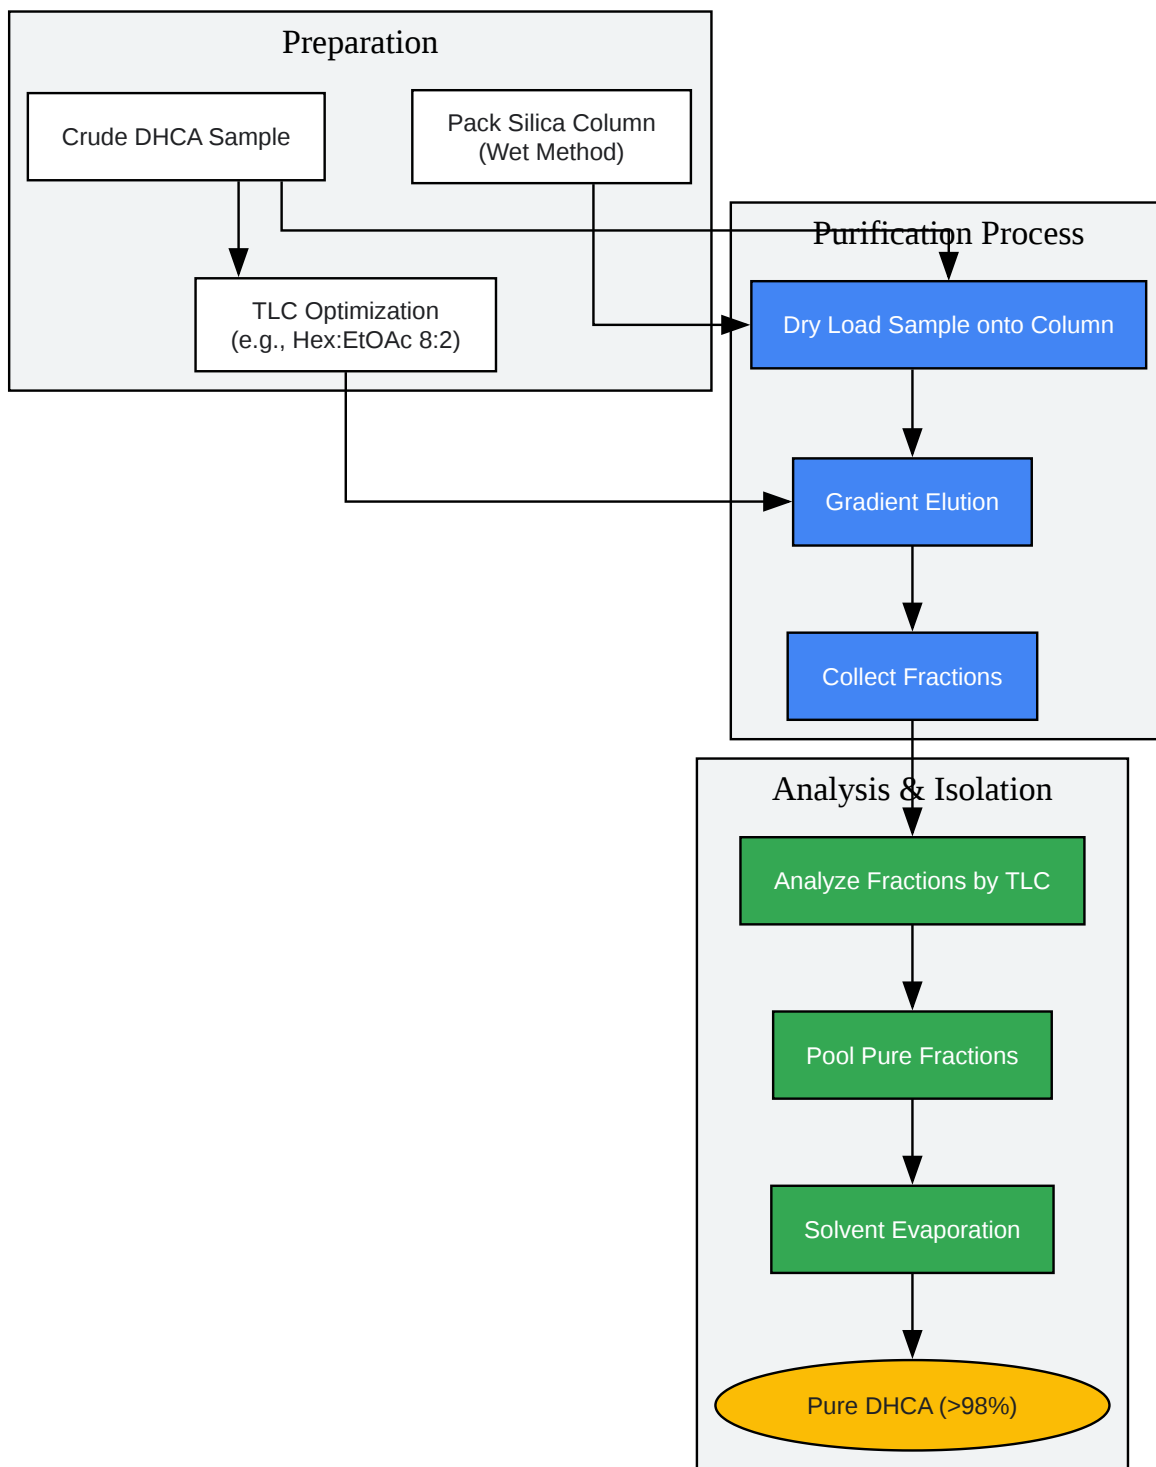 Preparation
Crude DHCA Sample
Pack Silica Column
(Wet Method)
TLC Optimization
(e.g., Hex:EtOAc 8:2)
Purification Process
Dry Load Sample onto Column
Gradient Elution
Collect Fractions
Analysis & Isolation
Analyze Fractions by TLC
Pool Pure Fractions
Solvent Evaporation
Pure DHCA (>98%)